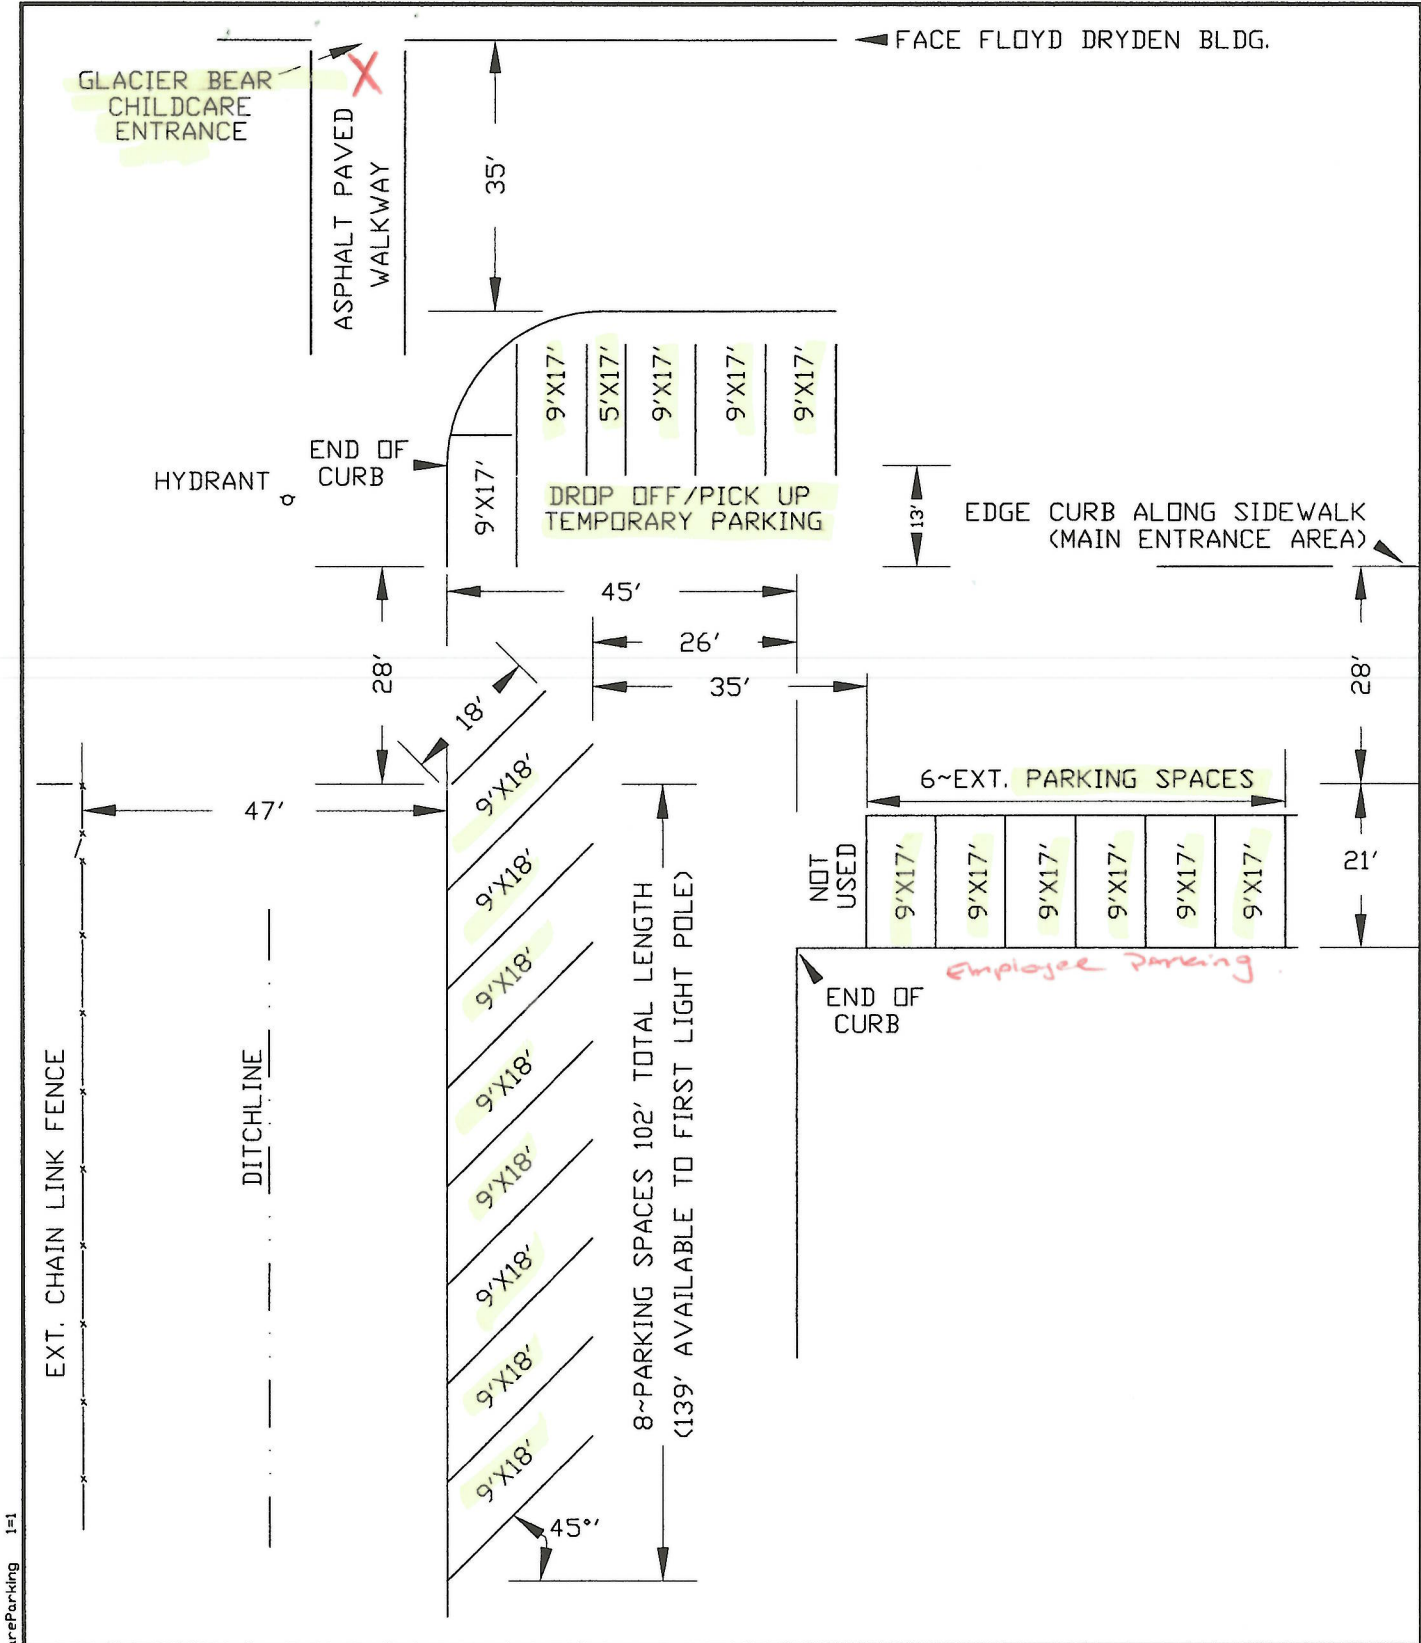 FACE FLOYD DRYDEN BLDG.
GLACIER BEAR
CHILDCARE
ENTRANCE
X
ASPHALT PAVED
WALKWAY
35'
9'X17'
5'X17'
9'X17'
9'X17'
9'X17'
END OF
CURB
HYDRANT
9'X17'
DROP OFF/PICK UP
TEMPORARY PARKING
13'
EDGE CURB ALONG SIDEWALK
(MAIN ENTRANCE AREA)
45'
26'
35'
28'
18'
28'
47'
6~EXT. PARKING SPACES
NOT
USED
9'X17'
9'X17'
9'X17'
9'X17'
9'X17'
9'X17'
21'
Employee Parking
END OF
CURB
9'X18'
9'X18'
9'X18'
9'X18'
9'X18'
9'X18'
9'X18'
9'X18'
8~PARKING SPACES 102' TOTAL LENGTH
(139' AVAILABLE TO FIRST LIGHT POLE)
EXT. CHAIN LINK FENCE
DITCHLINE
45°'
1=1